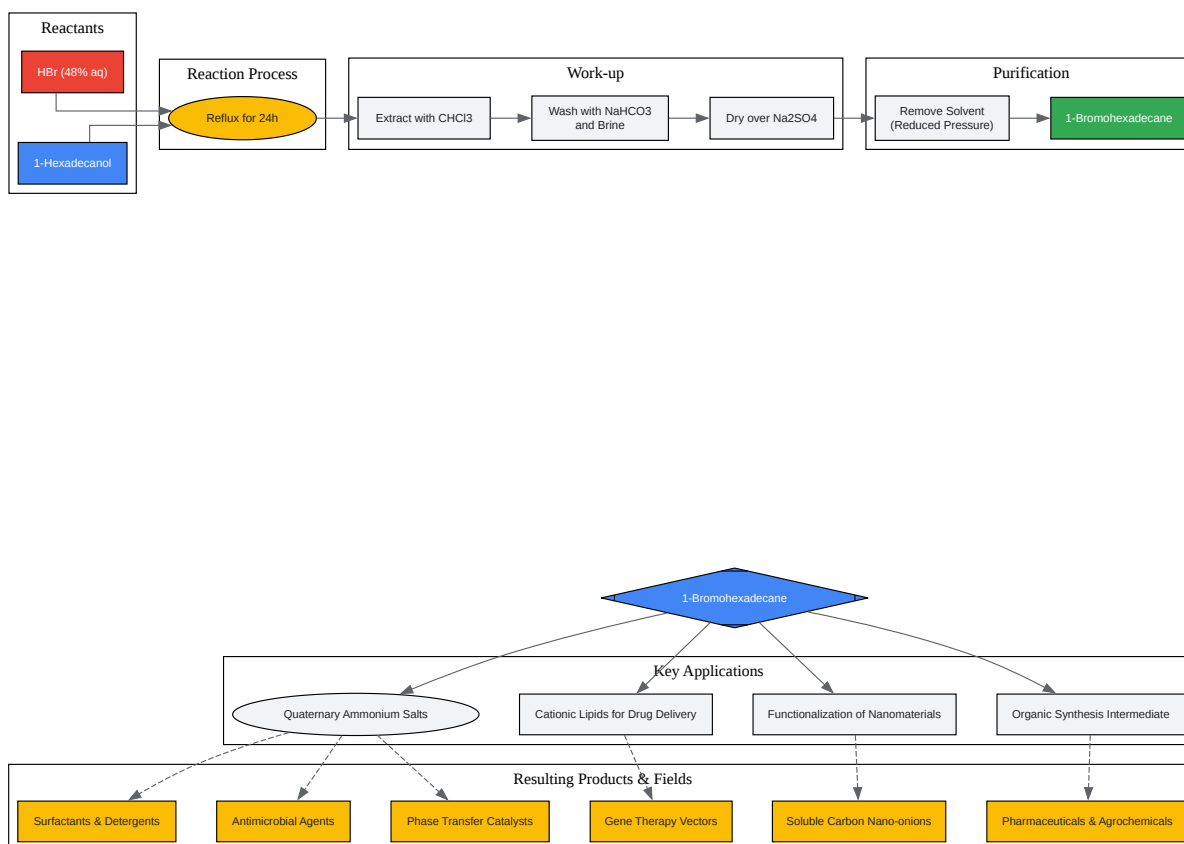 Reactants
HBr (48% aq)
1-Hexadecanol
Reaction Process
Reflux for 24h
Work-up
Extract with CHCl3
Wash with NaHCO3
and Brine
Dry over Na2SO4
Purification
Remove Solvent
(Reduced Pressure)
1-Bromohexadecane
1-Bromohexadecane
Key Applications
Quaternary Ammonium Salts
Cationic Lipids for Drug Delivery
Functionalization of Nanomaterials
Organic Synthesis Intermediate
Resulting Products & Fields
Surfactants & Detergents
Antimicrobial Agents
Phase Transfer Catalysts
Gene Therapy Vectors
Soluble Carbon Nano-onions
Pharmaceuticals & Agrochemicals